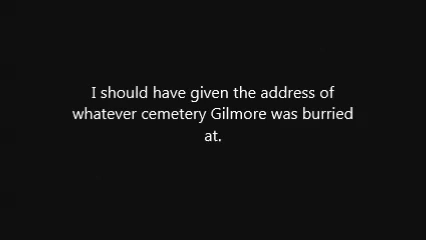 I should have given the address of
whatever cemetery Gilmore was burried
at.